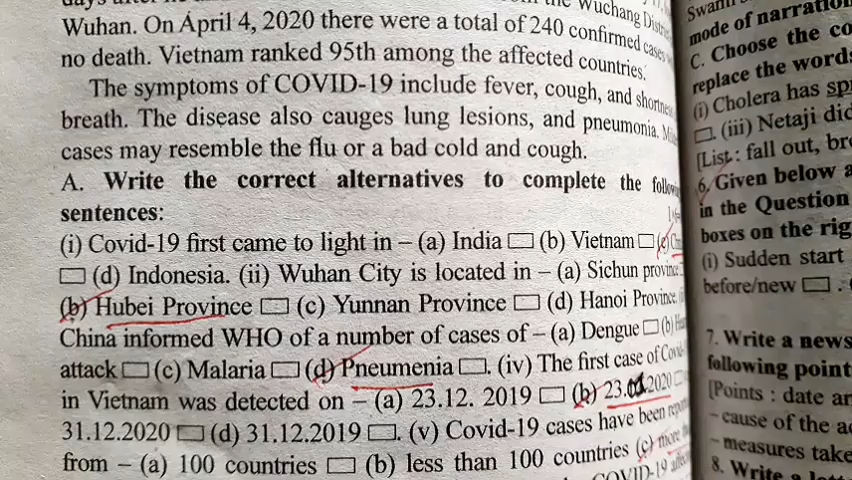 Wuhan. On April 4, 2020 there were a total of 240 confirmed cases
no death. Vietnam ranked 95th among the affected countries.
The symptoms of COVID-19 include fever, cough, and
breath. The disease also cauges lung lesions, and pneumonia.
cases may resemble the flu or a bad cold and cough.
A. Write the correct alternatives to complete the
sentences:
(i) Covid-19 first came to light in – (a) India □ (b) Vietnam □ (c)
□ (d) Indonesia. (ii) Wuhan City is located in – (a) Sichun province
(b) Hubei Province □ (c) Yunnan Province □ (d) Hanoi Province.
China informed WHO of a number of cases of – (a) Dengue □ (b)
attack □ (c) Malaria □ (d) Pneumenia □. (iv) The first case of
in Vietnam was detected on – (a) 23.12. 2019 □ (b) 23.01.2020 □
31.12.2020 □ (d) 31.12.2019 □. (v) Covid-19 cases have been
from – (a) 100 countries □ (b) less than 100 countries (c) more
COVID-19
mode of narration
C. Choose the
replace the words
(i) Cholera has
□. (iii) Netaji did
[List : fall out,
6. Given below
in the Question
boxes on the
(i) Sudden start
before/new □ .
7. Write a news
following point
[Points : date
– cause of the
– measures take
8. Write a